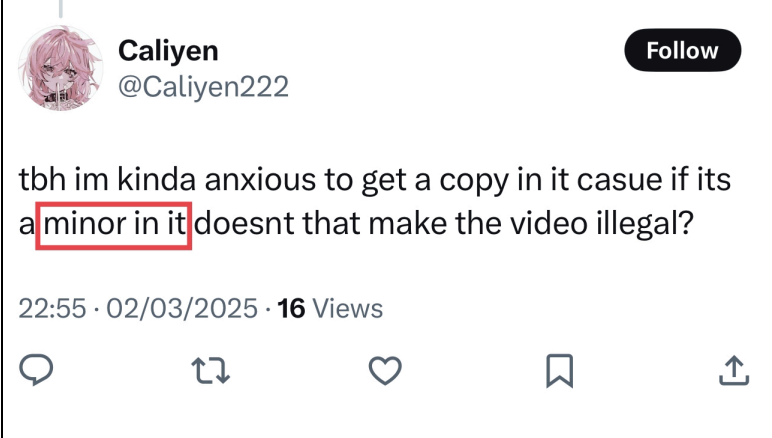 Caliyen
Follow
@Caliyen222
tbh im kinda anxious to get a copy in it casue if its
a minor in it doesnt that make the video illegal?
22:55 · 02/03/2025 · 16 Views